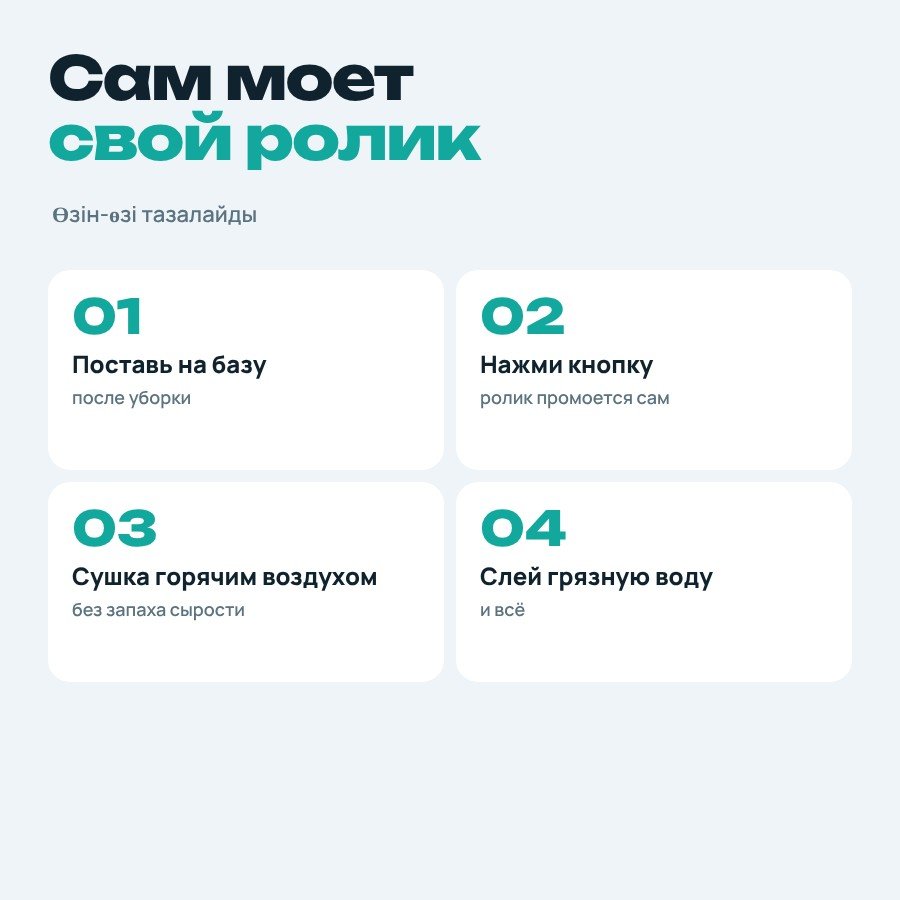 Сам моет
свой ролик
Өзін-өзі тазалайды
01
Поставь на базу
после уборки
02
Нажми кнопку
ролик промоется сам
03
Сушка горячим воздухом
без запаха сырости
04
Слей грязную воду
и всё